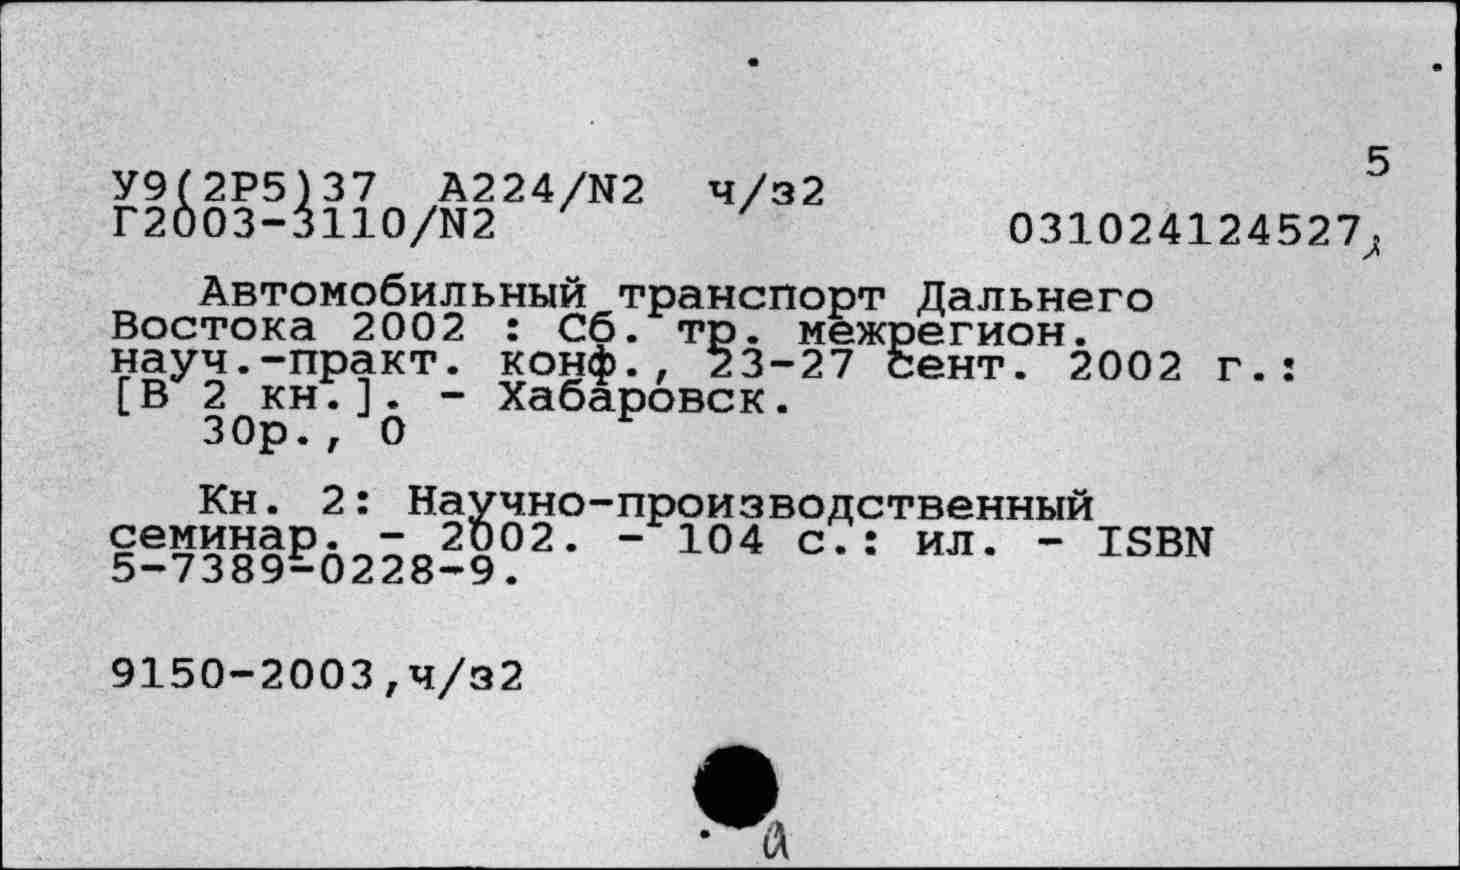 5
У9(2Р5)37 А224/N2 ч/з2
Г2003-3110/N2 031024124527
Автомобильный транспорт Дальнего
Востока 2002 : Сб. тр. межрегион.
науч.-практ. конф., 23-27 сент. 2002 г.:
[В 2 кн.]. - Хабаровск.
30р., 0
Кн. 2: Научно-производственный
семинар. - 2002. - 104 с.: ил. - ISBN
5-7389-0228-9.
9150-2003,ч/з2
а